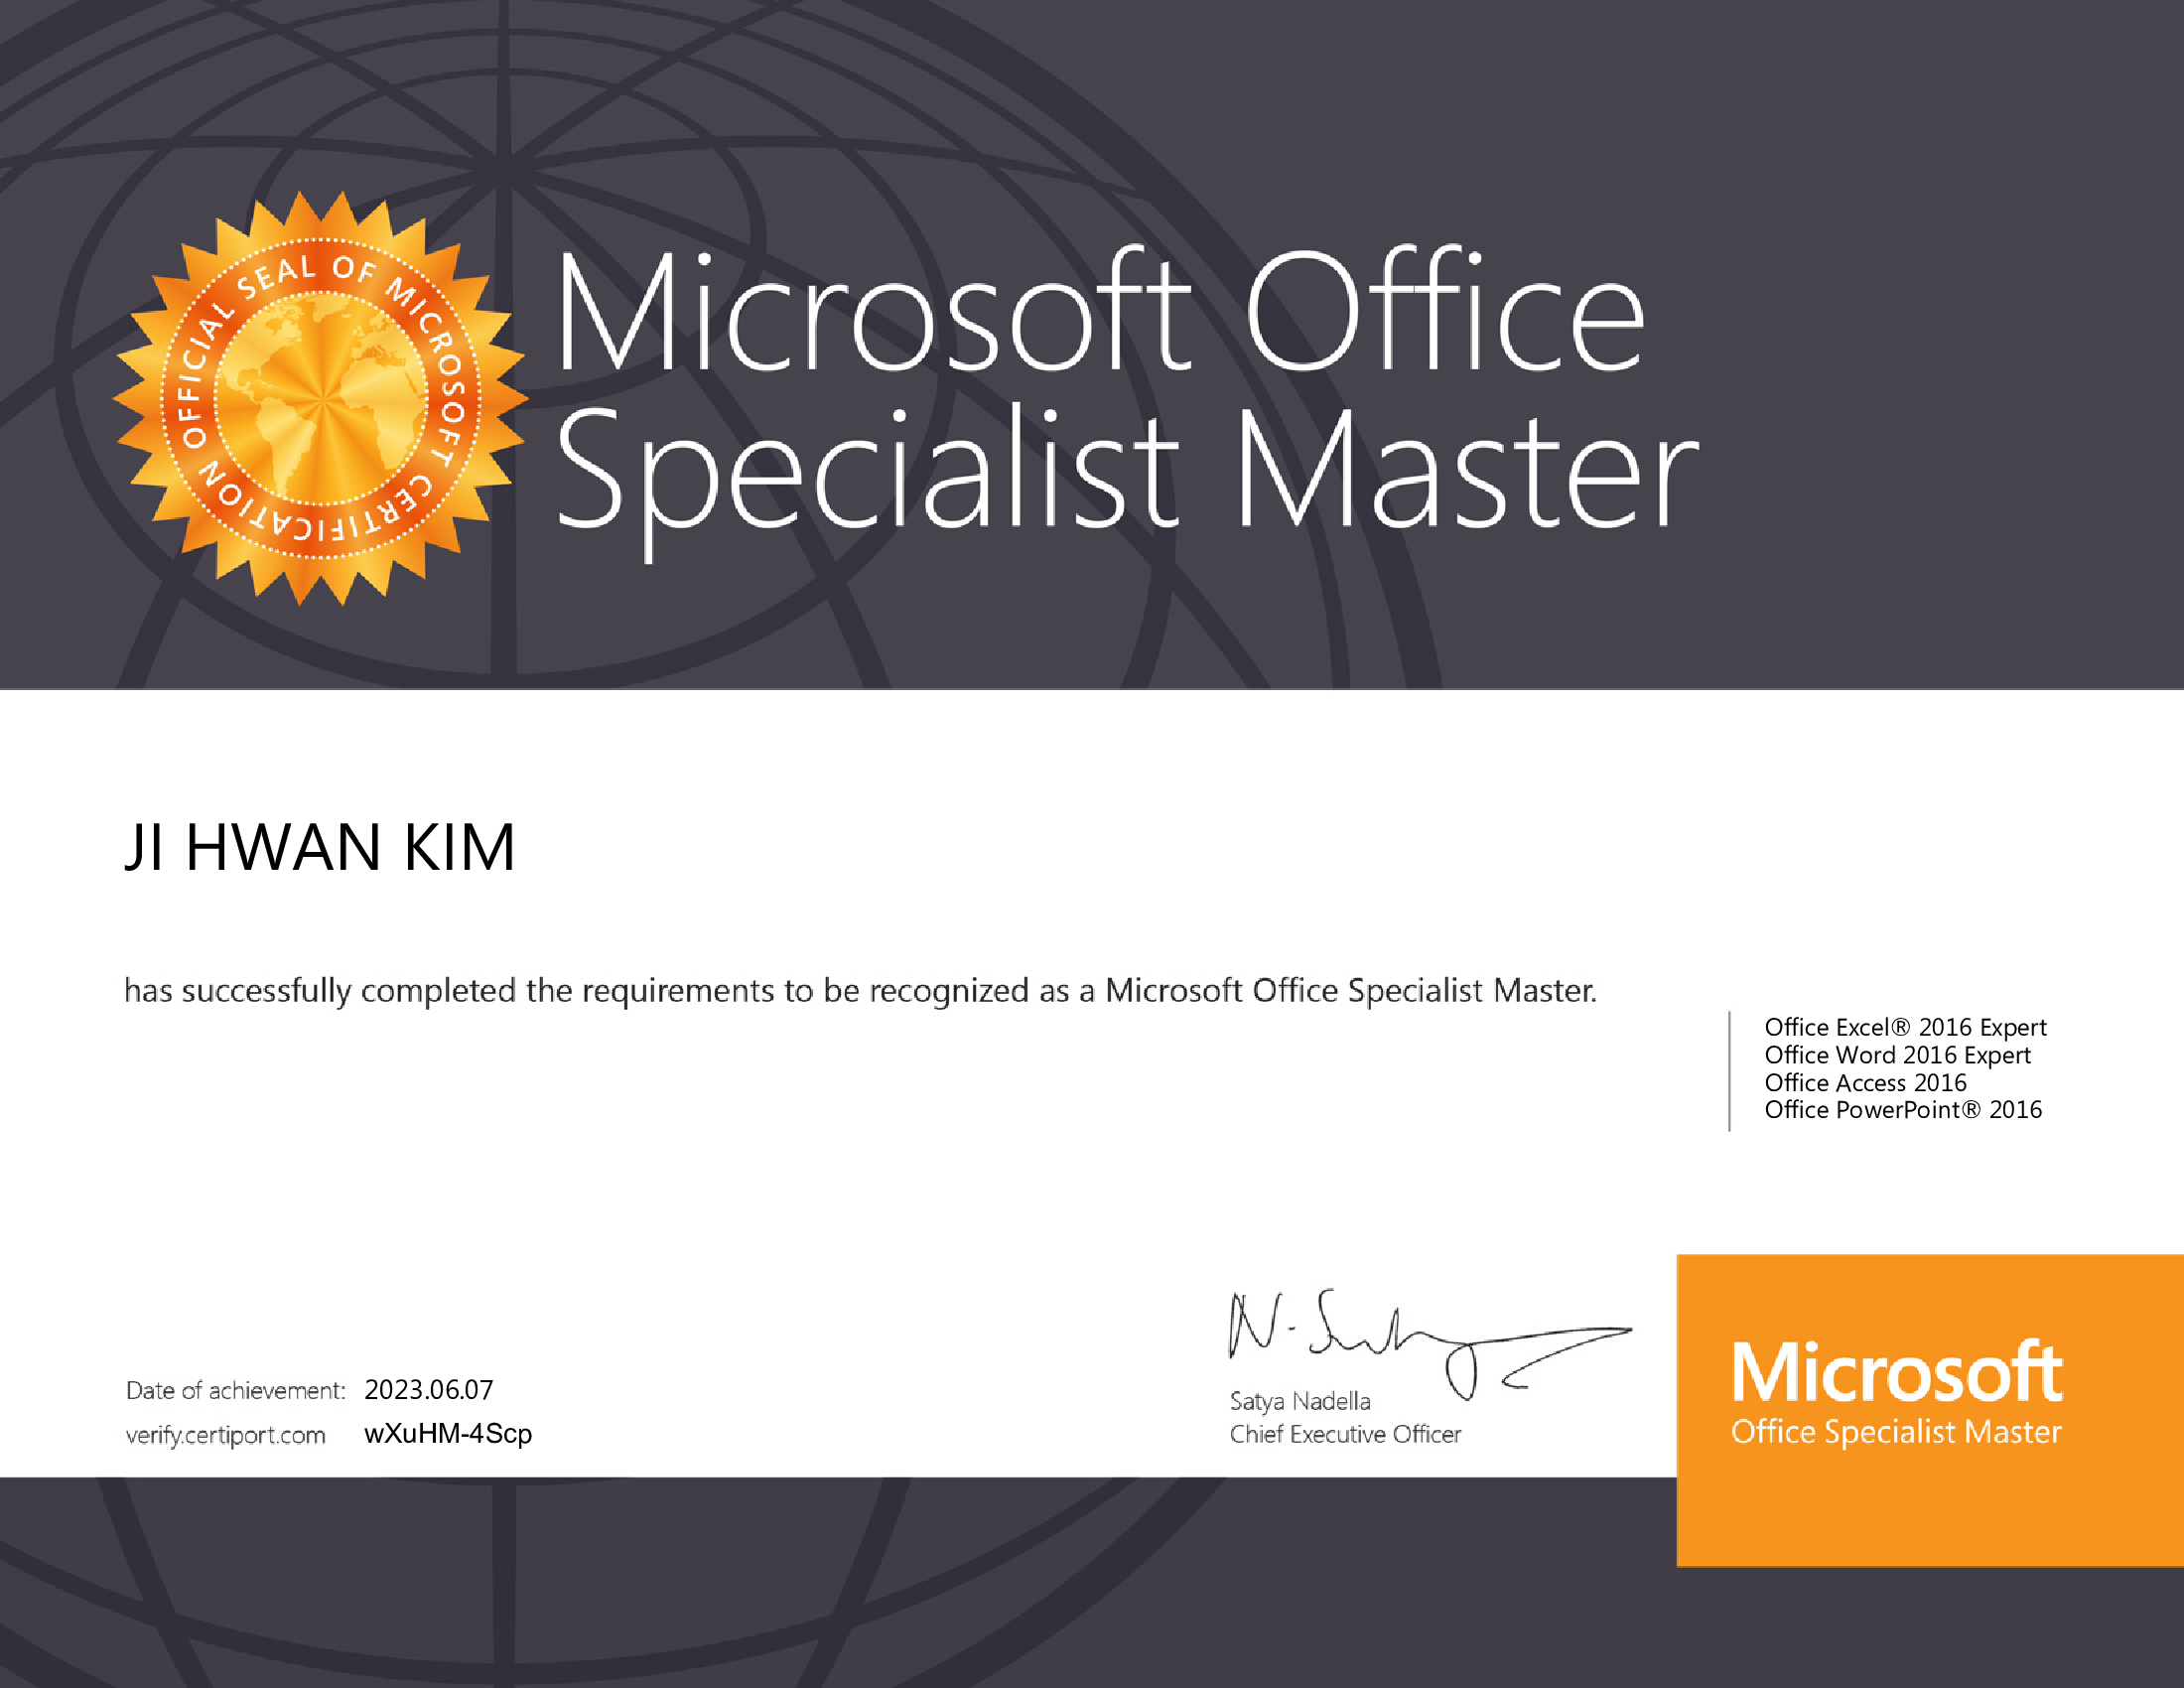 OFFICIAL SEAL OF MICROSOFT CERTIFICATION
Microsoft Office
Specialist Master
JI HWAN KIM
has successfully completed the requirements to be recognized as a Microsoft Office Specialist Master.
Office Excel® 2016 Expert
Office Word 2016 Expert
Office Access 2016
Office PowerPoint® 2016
Date of achievement: 2023.06.07
verify.certiport.com wXuHM-4Scp
Satya Nadella
Chief Executive Officer
Microsoft
Office Specialist Master